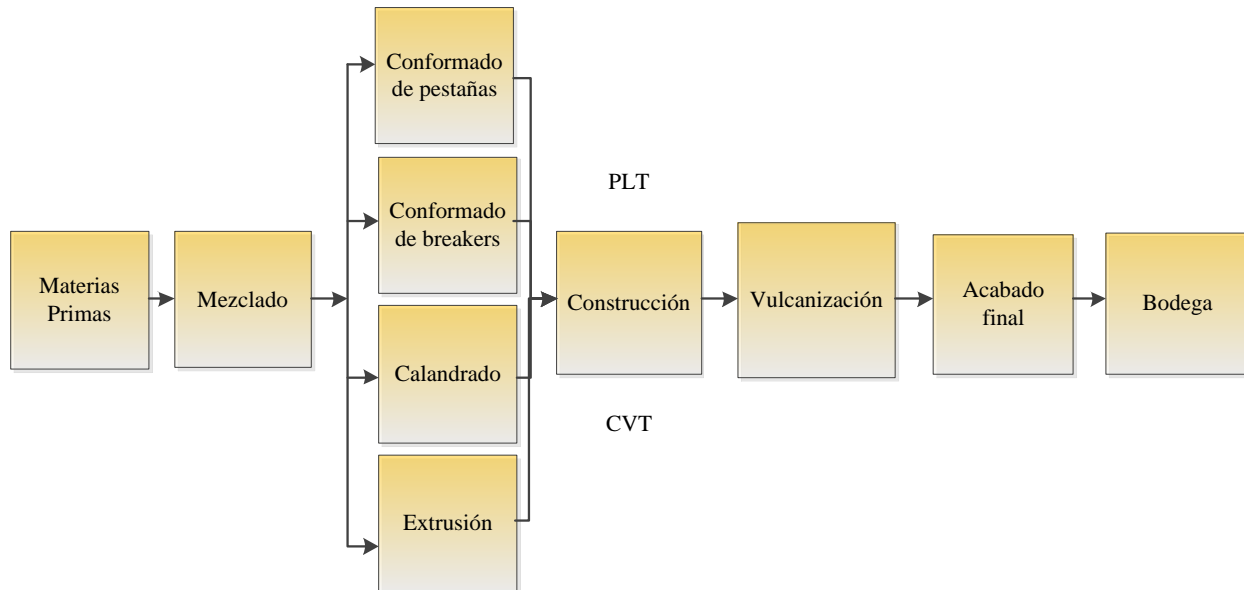 Materias
Primas
Mezclado
Conformado
de pestañas
Conformado
de breakers
Calandrado
Extrusión
PLT
Construcción
CVT
Vulcanización
Acabado
final
Bodega